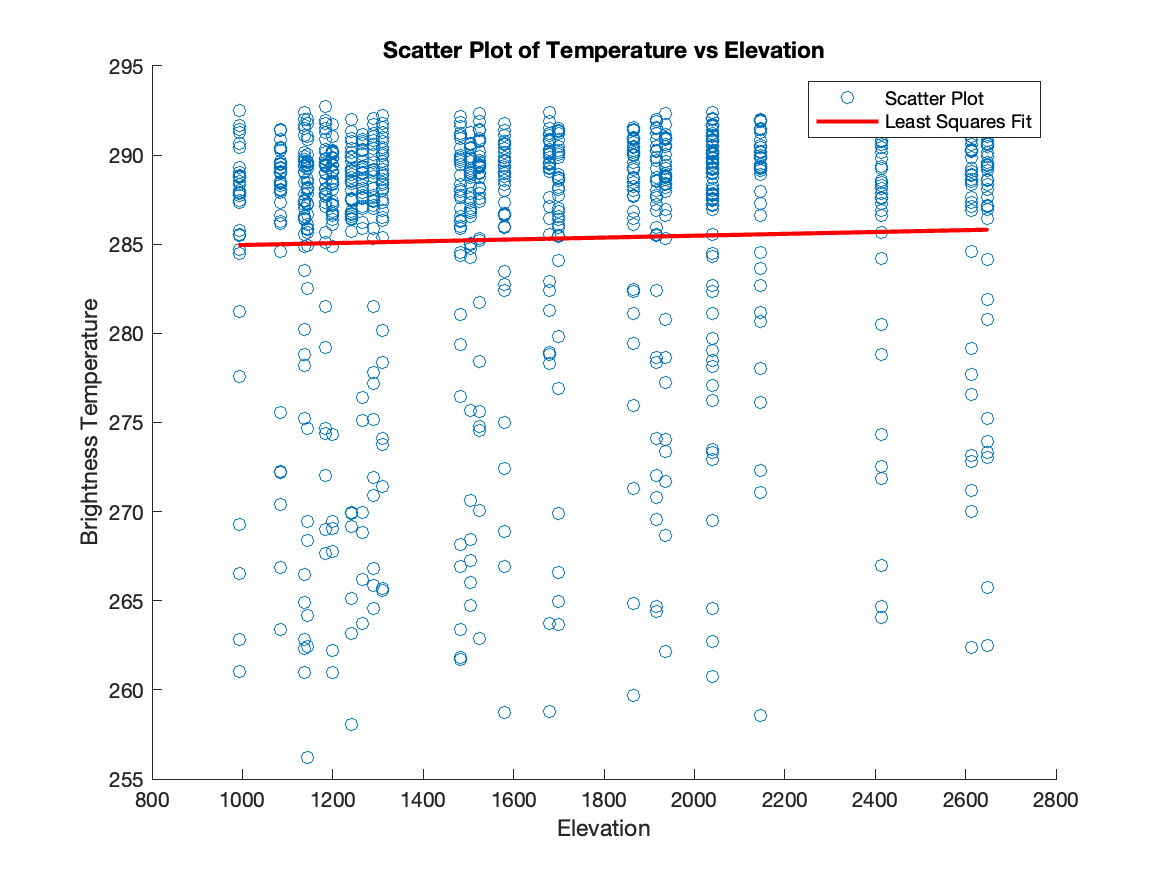 Scatter Plot of Temperature vs Elevation
295
290
285
280
275
270
265
260
255
Brightness Temperature
Scatter Plot
Least Squares Fit
800 1000 1200 1400 1600 1800 2000 2200 2400 2600 2800
Elevation